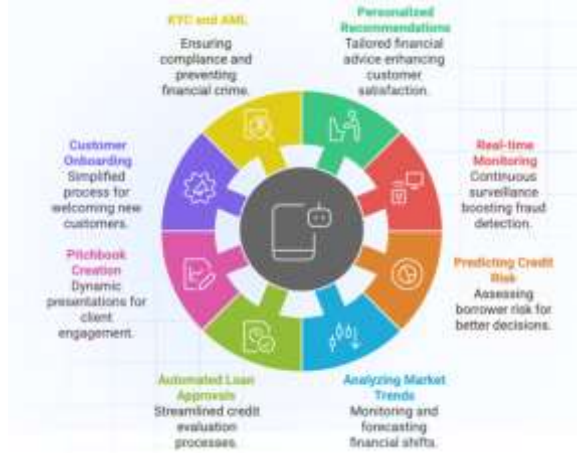 KYC and AML
Ensuring
compliance and
preventing
financial crime.
Personalized
Recommendations
Tailored financial
advice enhancing
customer
satisfaction.
Real-time
Monitoring
Continuous
surveillance
boosting fraud
detection.
Predicting Credit
Risk
Assessing
borrower risk for
better decisions.
Analyzing Market
Trends
Monitoring and
forecasting
financial shifts.
Automated Loan
Approvals
Streamlined credit
evaluation
processes.
Pitchbook
Creation
Dynamic
presentations for
client
engagement.
Customer
Onboarding
Simplified
process for
welcoming new
customers.